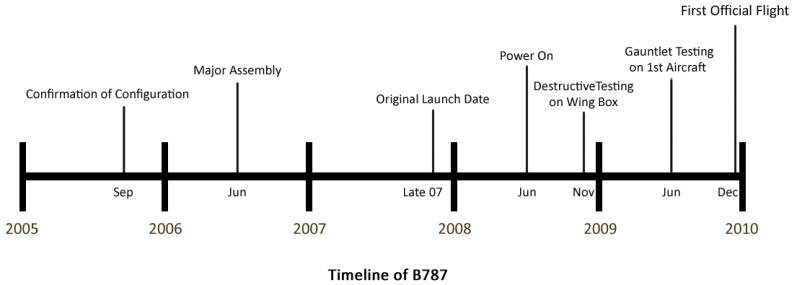 First Official Flight
Gauntlet Testing
on 1st Aircraft
Power On
Major Assembly
DestructiveTesting
on Wing Box
Confirmation of Configuration
Original Launch Date
Sep
Jun
Late 07
Jun
Nov
Jun
Dec
2005
2006
2007
2008
2009
2010
Timeline of B787